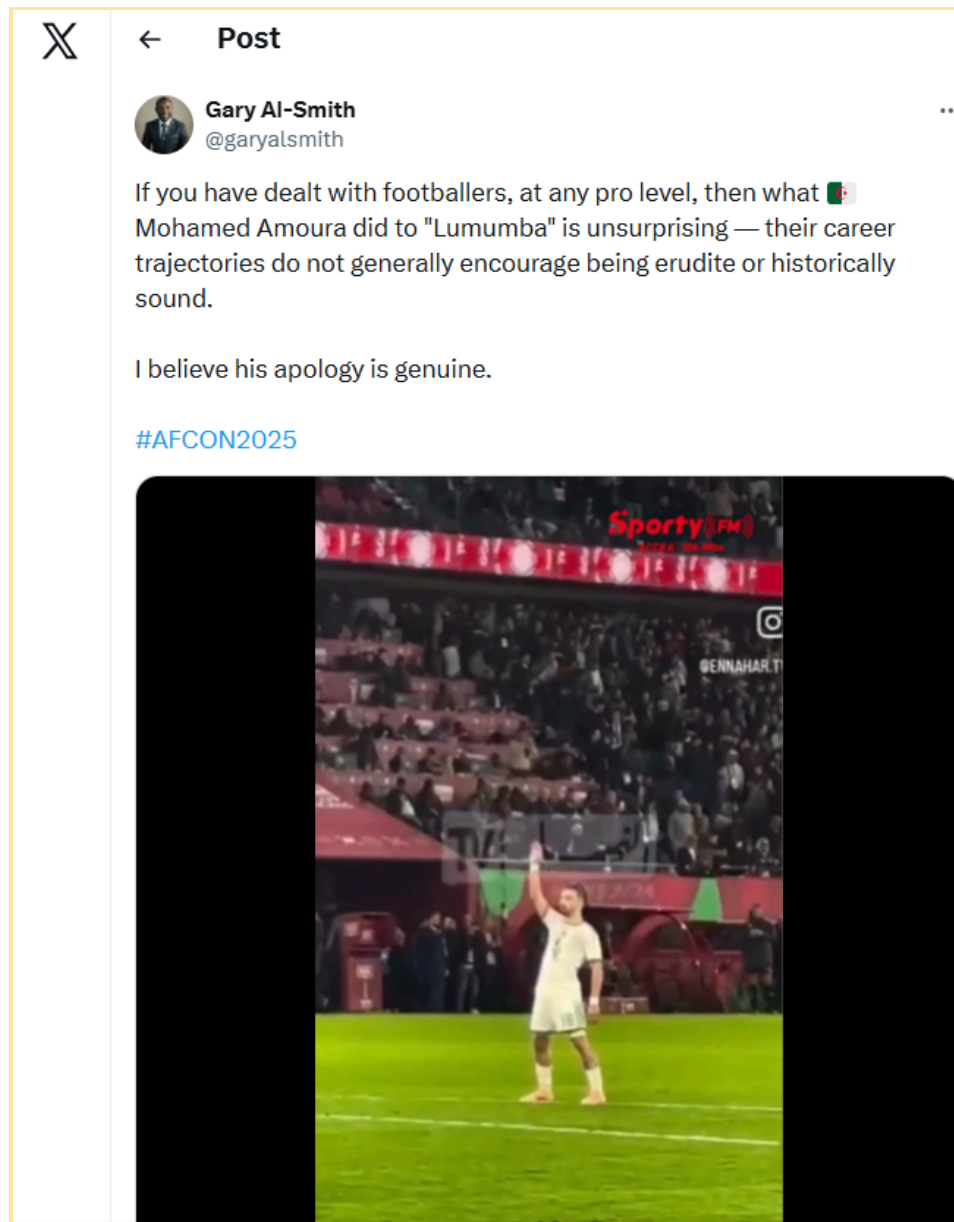 Post
Gary Al-Smith
@garyalsmith
If you have dealt with footballers, at any pro level, then what 🇩🇿
Mohamed Amoura did to "Lumumba" is unsurprising — their career
trajectories do not generally encourage being erudite or historically
sound.
I believe his apology is genuine.
#AFCON2025
Sporty FM
@ENNAHAR.T
TV
18